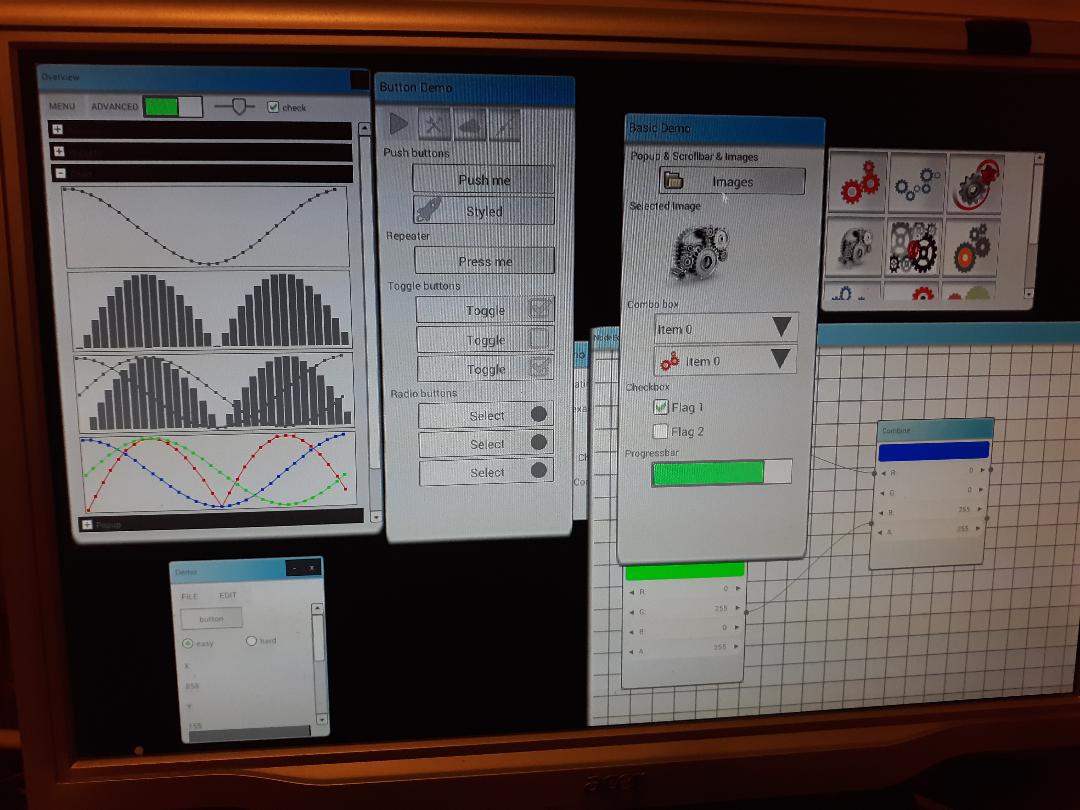 Overview
MENU ADVANCED check
Popup
Demo
FILE EDIT
button
easy hard
X
858
Y
155
Button Demo
Push buttons
Push me
Styled
Repeater
Press me
Toggle buttons
Toggle
Toggle
Toggle
Radio buttons
Select
Select
Select
Basic Demo
Popup & Scrollbar & Images
Images
Selected Image
Combo box
Item 0
Item 0
Checkbox
Flag 1
Flag 2
Progressbar
R: 0
G: 255
B: 0
A: 255
Combine
R: 0
G: 0
B: 255
A: 255
acer